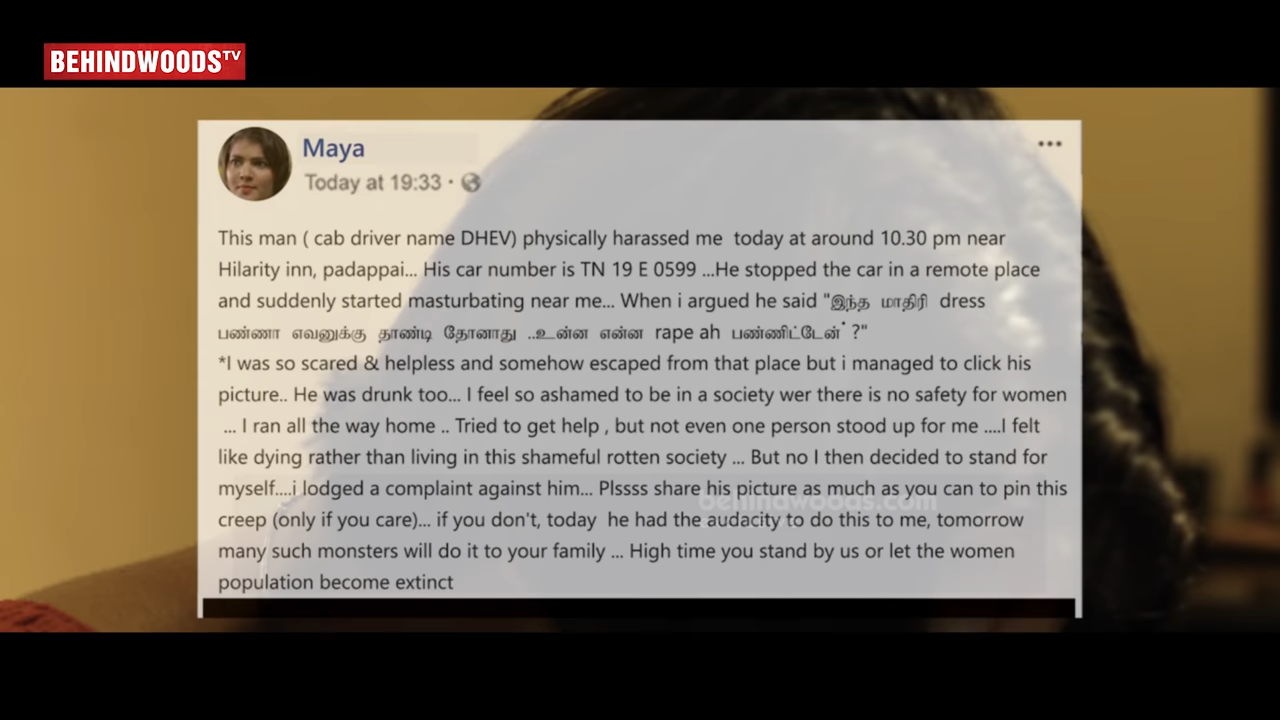 BEHINDWOODS TV
Maya
Today at 19:33 ·
This man ( cab driver name DHEV) physically harassed me today at around 10.30 pm near
Hilarity inn, padappai... His car number is TN 19 E 0599 ...He stopped the car in a remote place
and suddenly started masturbating near me... When i argued he said "இந்த மாதிரி dress
பண்ணா எவனுக்கு தாண்டி தோனாது ..உன்ன என்ன rape ah பண்ணிட்டேன் ?"
*I was so scared & helpless and somehow escaped from that place but i managed to click his
picture.. He was drunk too... I feel so ashamed to be in a society wer there is no safety for women
... I ran all the way home .. Tried to get help , but not even one person stood up for me ....I felt
like dying rather than living in this shameful rotten society ... But no I then decided to stand for
myself....i lodged a complaint against him... Plssss share his picture as much as you can to pin this
behindwoods.com
creep (only if you care)... if you don't, today he had the audacity to do this to me, tomorrow
many such monsters will do it to your family ... High time you stand by us or let the women
population become extinct